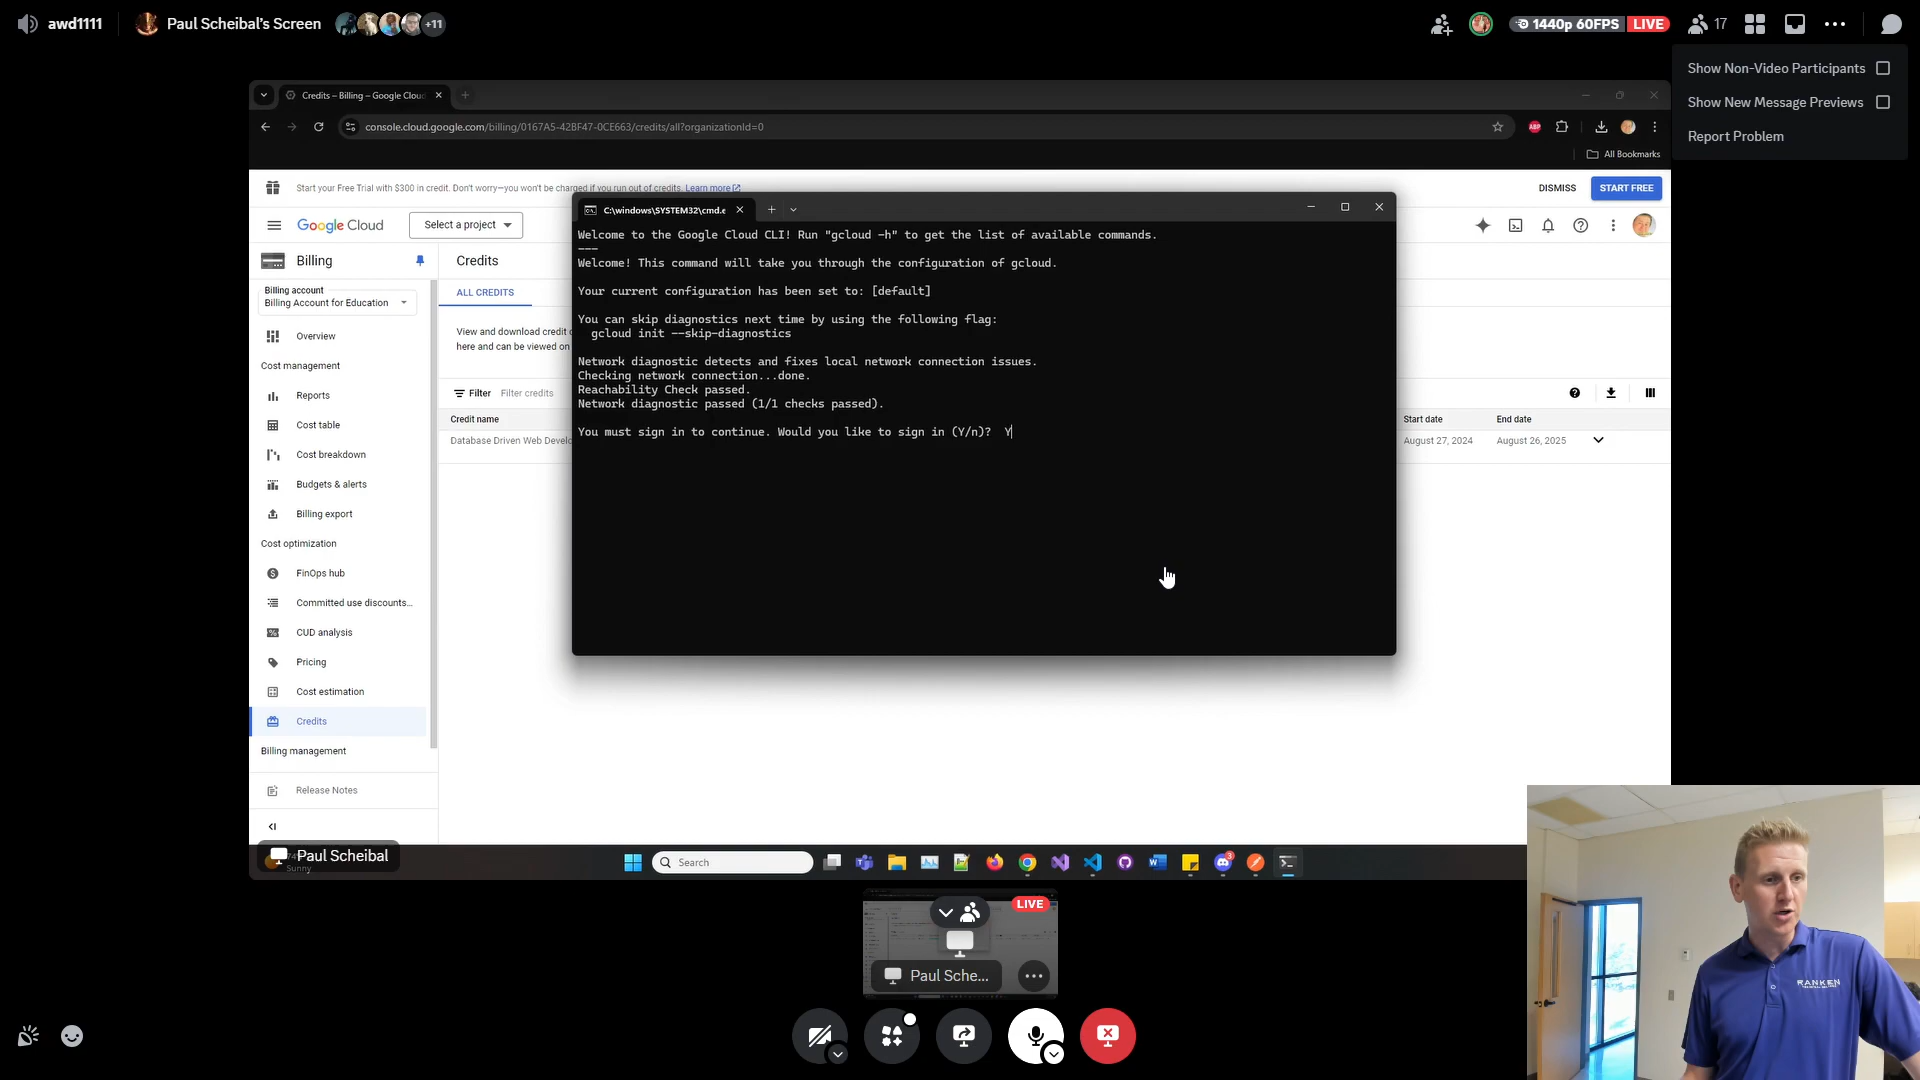 awd1111
Paul Scheibal's Screen
+11
1440p 60FPS
LIVE
17
Show Non-Video Participants
Show New Message Previews
Report Problem
Credits – Billing – Google Cloud
console.cloud.google.com/billing/0167A5-42BF47-0CE663/credits/all?organizationId=0
ABP
All Bookmarks
Start your Free Trial with $300 in credit. Don't worry—you won't be charged if you run out of credits. Learn more
DISMISS
START FREE
Google Cloud
Select a project
Billing
Billing account
Billing Account for Education
Overview
Cost management
Reports
Cost table
Cost breakdown
Budgets & alerts
Billing export
Cost optimization
FinOps hub
Committed use discounts...
CUD analysis
Pricing
Cost estimation
Credits
Billing management
Release Notes
Credits
ALL CREDITS
View and download credit
here and can be viewed on
Filter
Filter credits
Credit name
Start date
End date
Database Driven Web Develo
August 27, 2024
August 26, 2025
C:\windows\SYSTEM32\cmd.e
Welcome to the Google Cloud CLI! Run "gcloud -h" to get the list of available commands.
---
Welcome! This command will take you through the configuration of gcloud.
Your current configuration has been set to: [default]
You can skip diagnostics next time by using the following flag:
gcloud init --skip-diagnostics
Network diagnostic detects and fixes local network connection issues.
Checking network connection...done.
Reachability Check passed.
Network diagnostic passed (1/1 checks passed).
You must sign in to continue. Would you like to sign in (Y/n)?  Y
Paul Scheibal
Sunny
Search
3
LIVE
Paul Sche...
RANKEN